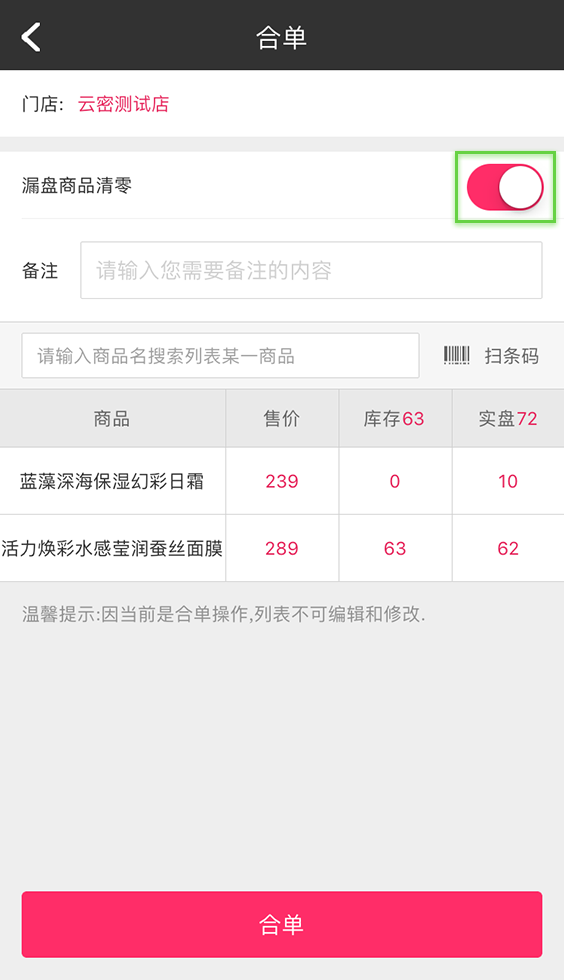 合单
门店: 云密测试店
漏盘商品清零
备注 请输入您需要备注的内容
请输入商品名搜索列表某一商品 扫条码
商品 售价 库存63 实盘72
蓝藻深海保湿幻彩日霜 239 0 10
活力焕彩水感莹润蚕丝面膜 289 63 62
温馨提示:因当前是合单操作,列表不可编辑和修改.
合单